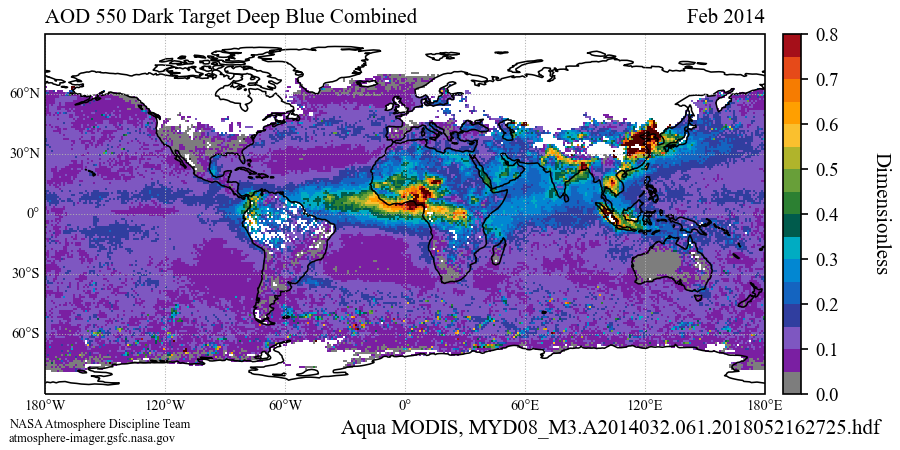 AOD 550 Dark Target Deep Blue Combined
Feb 2014
60°N
30°N
0°
30°S
60°S
180°W
120°W
60°W
0°
60°E
120°E
180°E
0.8
0.7
0.6
0.5
0.4
0.3
0.2
0.1
0.0
Dimensionless
NASA Atmosphere Discipline Team
atmosphere-imager.gsfc.nasa.gov
Aqua MODIS, MYD08_M3.A2014032.061.2018052162725.hdf